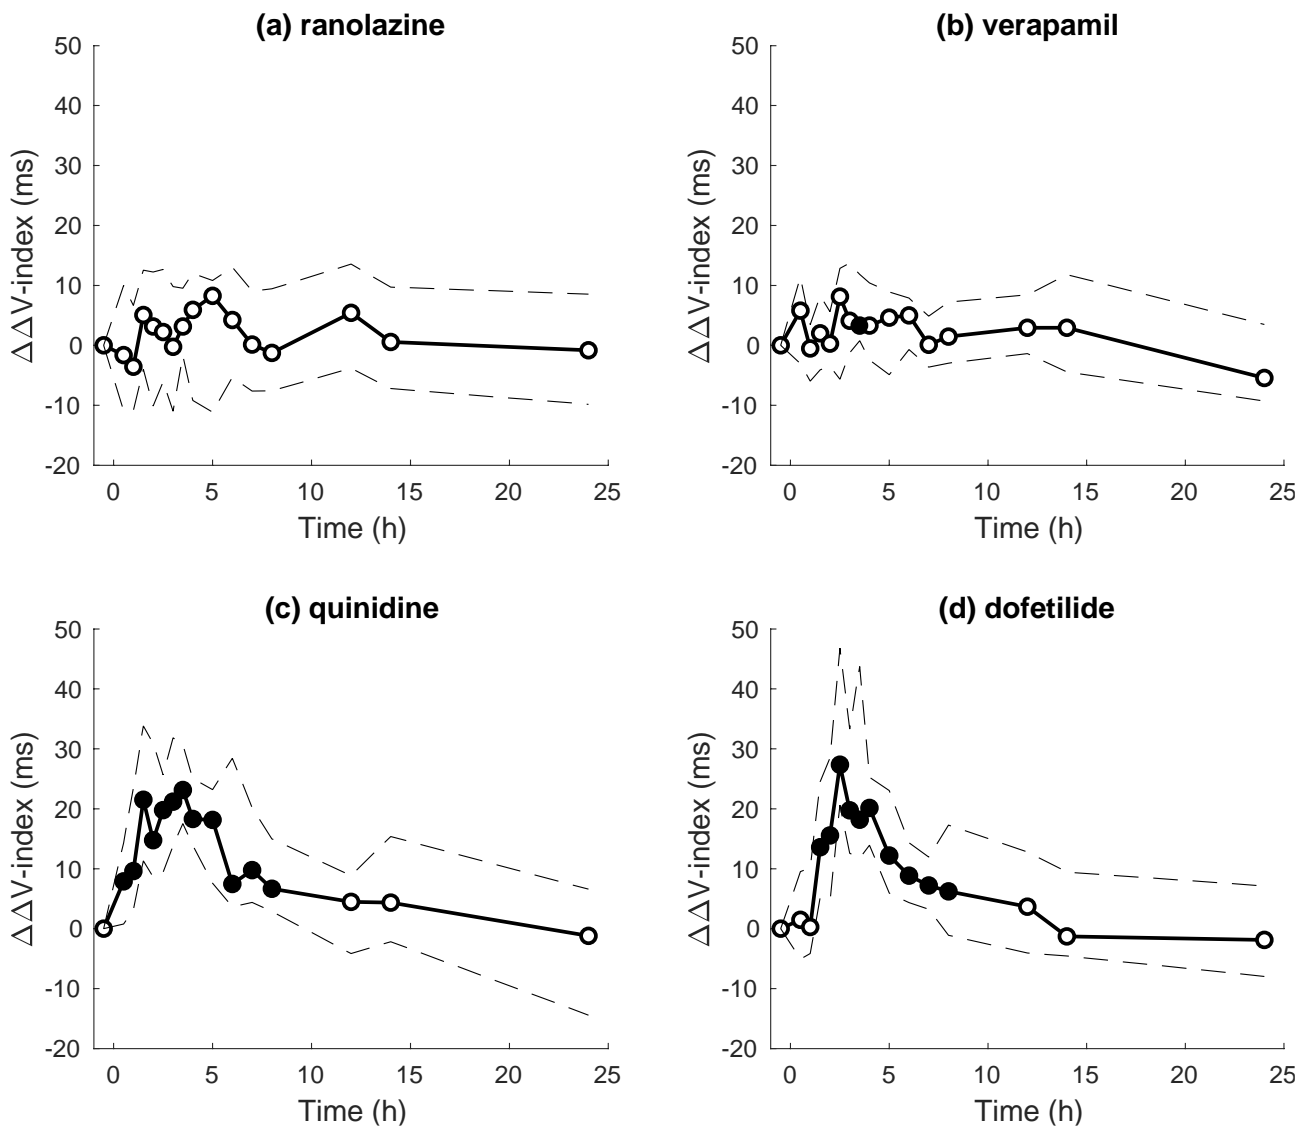 (a) ranolazine
50
40
30
20
10
0
-10
-20
ΔΔV-index (ms)
0 5 10 15 20 25
Time (h)
(b) verapamil
50
40
30
20
10
0
-10
-20
ΔΔV-index (ms)
0 5 10 15 20 25
Time (h)
(c) quinidine
50
40
30
20
10
0
-10
-20
ΔΔV-index (ms)
0 5 10 15 20 25
Time (h)
(d) dofetilide
50
40
30
20
10
0
-10
-20
ΔΔV-index (ms)
0 5 10 15 20 25
Time (h)